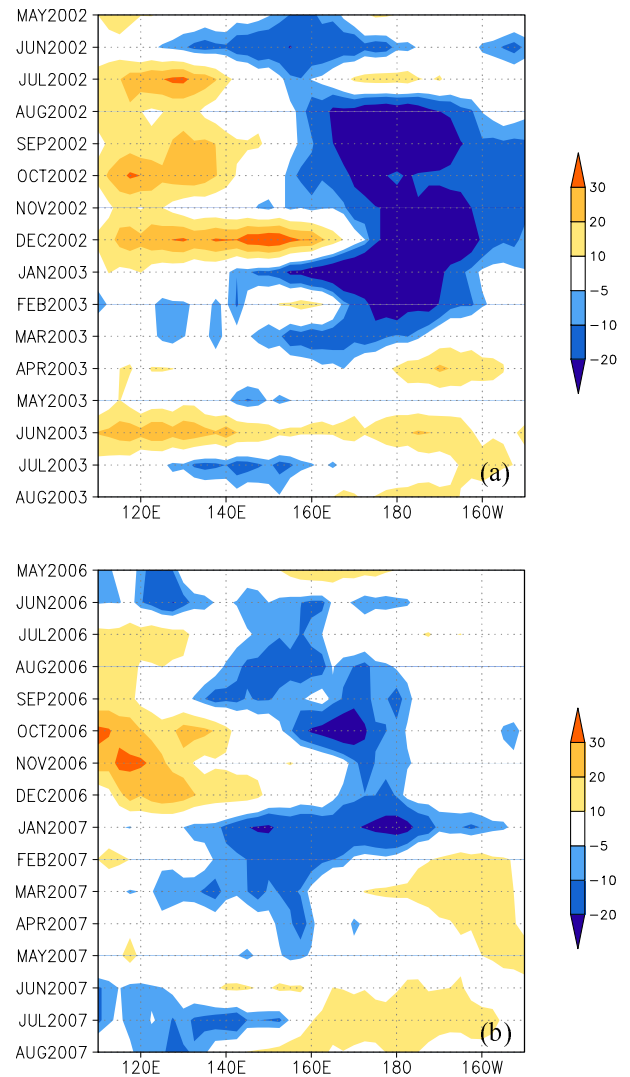 MAY2002
JUN2002
JUL2002
AUG2002
SEP2002
OCT2002
NOV2002
DEC2002
JAN2003
FEB2003
MAR2003
APR2003
MAY2003
JUN2003
JUL2003
AUG2003
120E 140E 160E 180 160W
(a)
30
20
10
-5
-10
-20
MAY2006
JUN2006
JUL2006
AUG2006
SEP2006
OCT2006
NOV2006
DEC2006
JAN2007
FEB2007
MAR2007
APR2007
MAY2007
JUN2007
JUL2007
AUG2007
120E 140E 160E 180 160W
(b)
30
20
10
-5
-10
-20